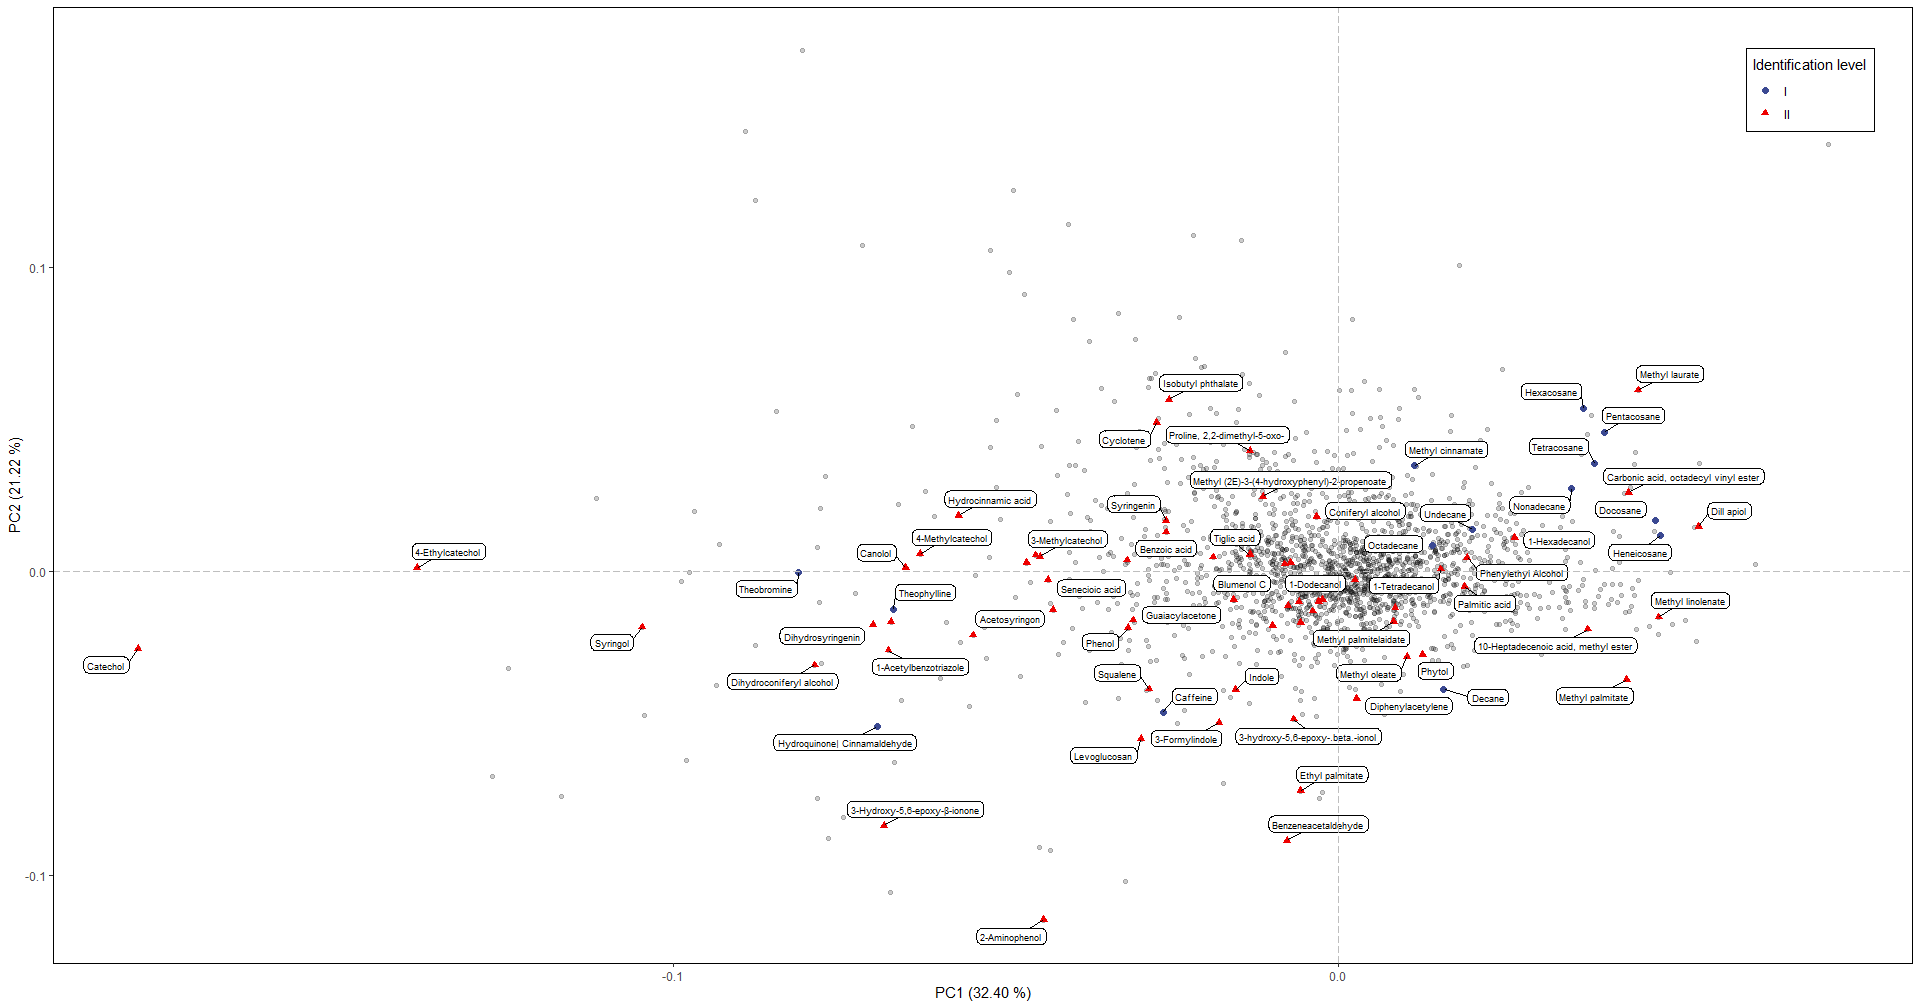 Identification level
I
II
0.1
0.0
-0.1
PC2 (21.22 %)
Methyl laurate
Isobutyl phthalate
Hexacosane
Pentacosane
Cyclotene
Proline, 2,2-dimethyl-5-oxo-
Methyl cinnamate
Tetracosane
Methyl (2E)-3-(4-hydroxyphenyl)-2-propenoate
Carbonic acid, octadecyl vinyl ester
Hydrocinnamic acid
Syringenin
Coniferyl alcohol
Undecane
Nonadecane
Docosane
Dill apiol
4-Ethylcatechol
Canolol
4-Methylcatechol
3-Methylcatechol
Benzoic acid
Tiglic acid
Octadecane
1-Hexadecanol
Heneicosane
Theobromine
Theophylline
Senecioic acid
Blumenol C
1-Dodecanol
1-Tetradecanol
Phenylethyl Alcohol
Palmitic acid
Methyl linolenate
Syringol
Dihydrosyringenin
Acetosyringon
Phenol
Guaiacylacetone
Methyl palmitelaidate
10-Heptadecenoic acid, methyl ester
Catechol
Dihydroconiferyl alcohol
1-Acetylbenzotriazole
Squalene
Indole
Methyl oleate
Phytol
Caffeine
Diphenylacetylene
Decane
Methyl palmitate
Hydroquinone| Cinnamaldehyde
Levoglucosan
3-Formylindole
3-hydroxy-5,6-epoxy-.beta.-ionol
Ethyl palmitate
3-Hydroxy-5,6-epoxy-β-ionone
Benzeneacetaldehyde
2-Aminophenol
-0.1
0.0
PC1 (32.40 %)